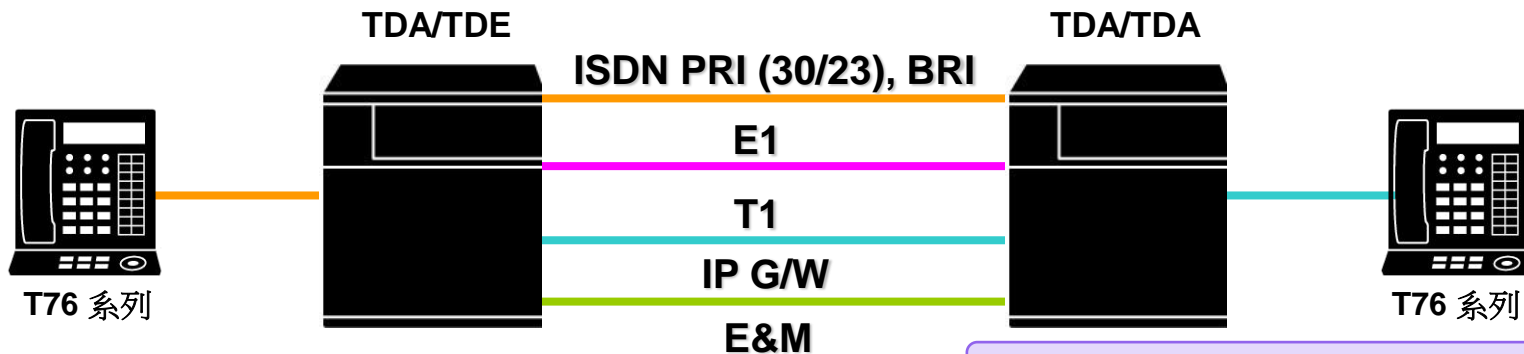 TDA/TDE
TDA/TDA
ISDN PRI (30/23), BRI
E1
T1
IP G/W
E&M
T76 系列
T76 系列